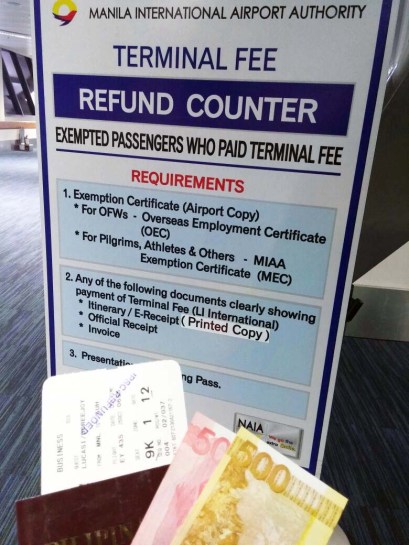 MANILA INTERNATIONAL AIRPORT AUTHORITY
TERMINAL FEE
REFUND COUNTER
EXEMPTED PASSENGERS WHO PAID TERMINAL FEE
REQUIREMENTS
1. Exemption Certificate (Airport Copy)
* For OFWs - Overseas Employment Certificate
(OEC)
* For Pilgrims, Athletes & Others - MIAA
Exemption Certificate (MEC)
2. Any of the following documents clearly showing
payment of Terminal Fee (LI International)
* Itinerary / E-Receipt (Printed Copy)
* Official Receipt
* Invoice
3. Presentation
Pass.
NAIA
BUSINESS
9K 1 12
50
500